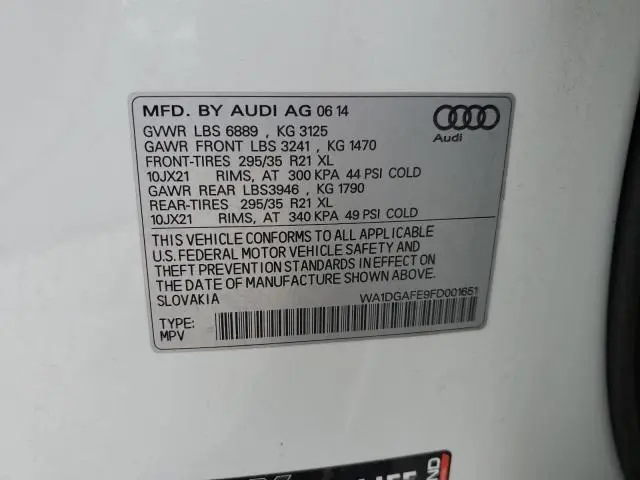 MFD. BY AUDI AG 06 14
Audi
GVWR LBS 6889 , KG 3125
GAWR FRONT LBS 3241 , KG 1470
FRONT-TIRES 295/35 R21 XL
10JX21 RIMS, AT 300 KPA 44 PSI COLD
GAWR REAR LBS3946 , KG 1790
REAR-TIRES 295/35 R21 XL
10JX21 RIMS, AT 340 KPA 49 PSI COLD
THIS VEHICLE CONFORMS TO ALL APPLICABLE
U.S. FEDERAL MOTOR VEHICLE SAFETY AND
THEFT PREVENTION STANDARDS IN EFFECT ON
THE DATE OF MANUFACTURE SHOWN ABOVE.
SLOVAKIA WA1DGAFE9FD001651
TYPE:
MPV